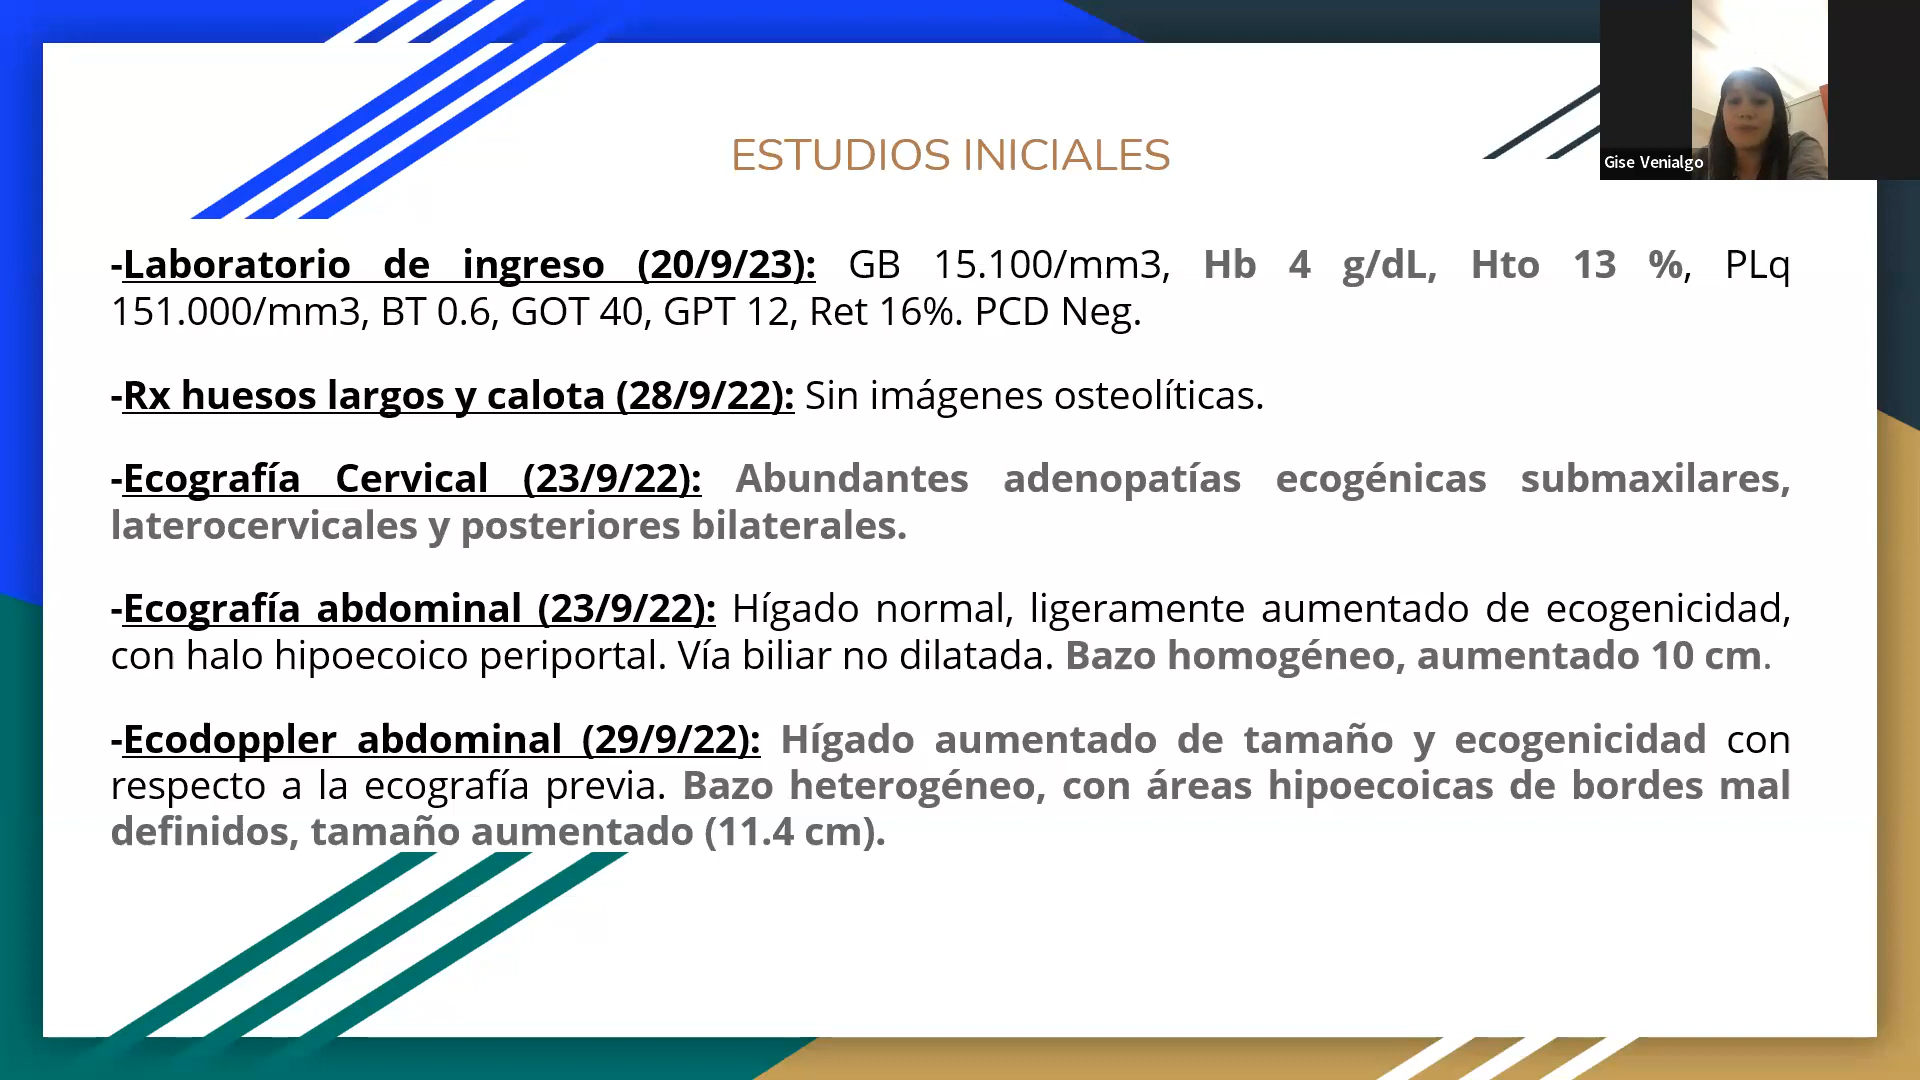 ESTUDIOS INICIALES
Gise Venialgo
-Laboratorio de ingreso (20/9/23): GB 15.100/mm3, Hb 4 g/dL, Hto 13 %, PLq
151.000/mm3, BT 0.6, GOT 40, GPT 12, Ret 16%. PCD Neg.
-Rx huesos largos y calota (28/9/22): Sin imágenes osteolíticas.
-Ecografía Cervical (23/9/22): Abundantes adenopatías ecogénicas submaxilares,
laterocervicales y posteriores bilaterales.
-Ecografía abdominal (23/9/22): Hígado normal, ligeramente aumentado de ecogenicidad,
con halo hipoecoico periportal. Vía biliar no dilatada. Bazo homogéneo, aumentado 10 cm.
-Ecodoppler abdominal (29/9/22): Hígado aumentado de tamaño y ecogenicidad con
respecto a la ecografía previa. Bazo heterogéneo, con áreas hipoecoicas de bordes mal
definidos, tamaño aumentado (11.4 cm).